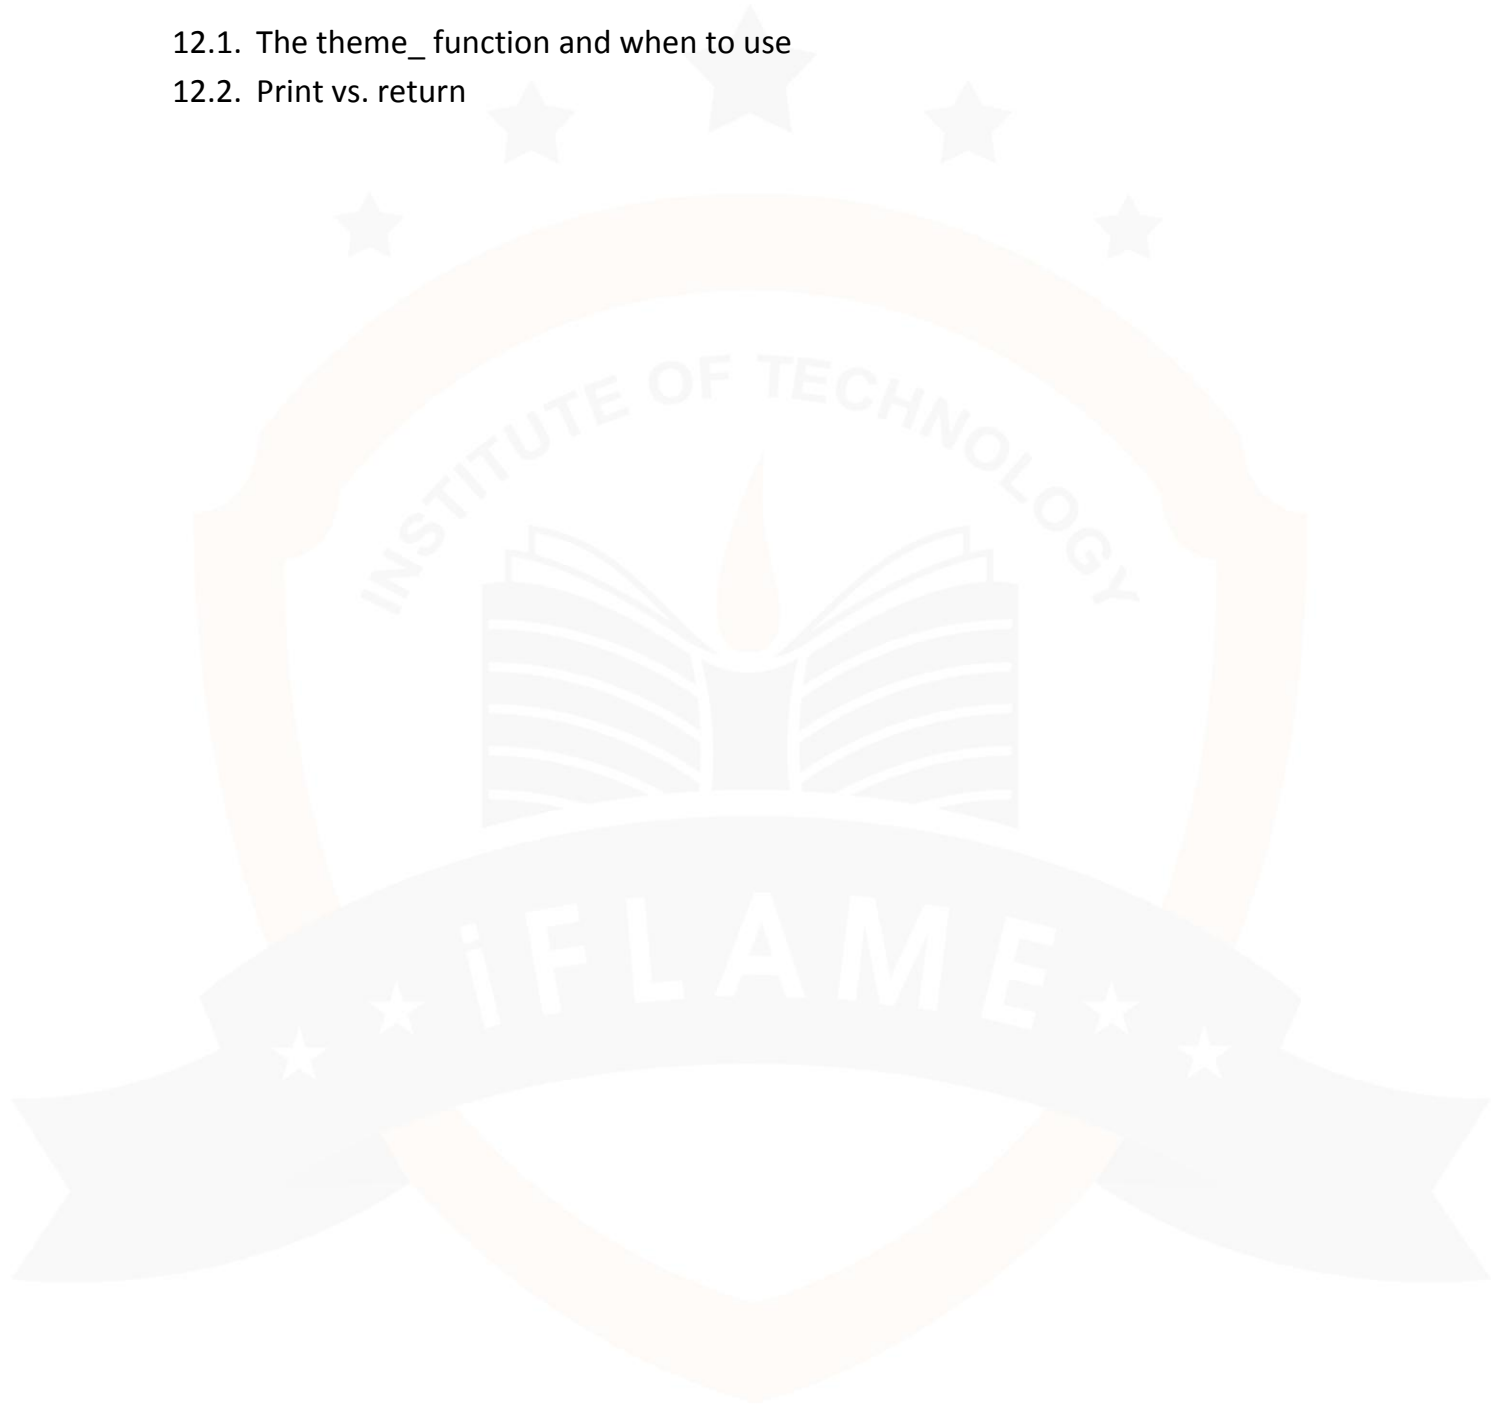 12.1. The theme_ function and when to use
12.2. Print vs. return
INSTITUTE OF TECHNOLOGY
iFLAME